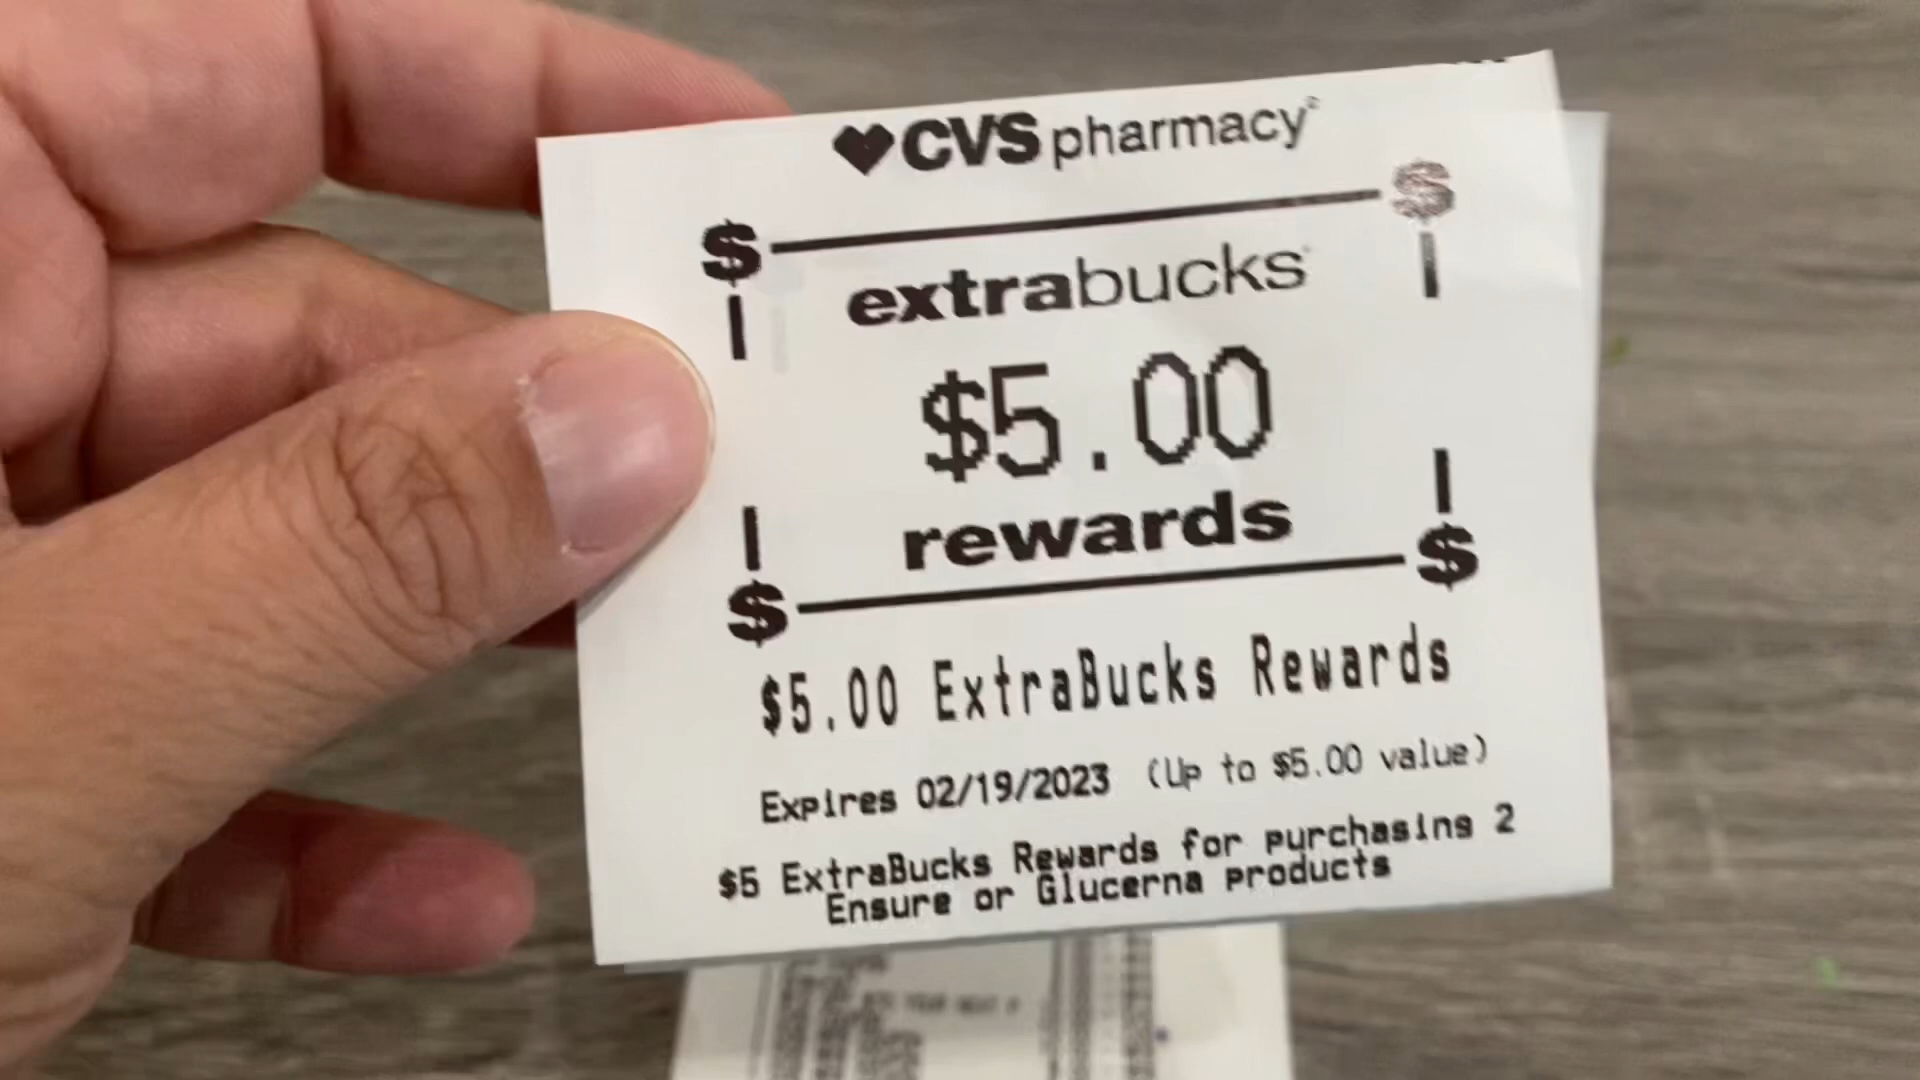 CVS pharmacy
extrabucks
$5.00
rewards
$5.00 ExtraBucks Rewards
Expires 02/19/2023 (Up to $5.00 value)
$5 ExtraBucks Rewards for purchasing 2
Ensure or Glucerna products